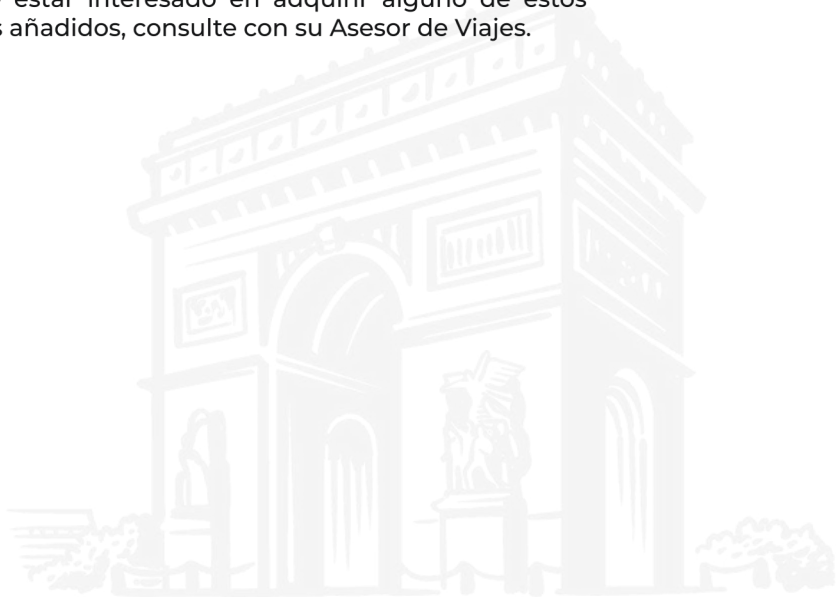 estar interesado en adquirir alguno de estos
s añadidos, consulte con su Asesor de Viajes.